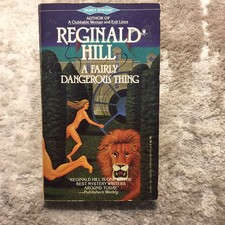 AUTHOR OF
A Clubbable Woman and Exit Lines
REGINALD
HILL
A FAIRLY
DANGEROUS THING
"REGINALD HILL IS ONE OF THE
BEST MYSTERY WRITERS
AROUND TODAY."
—Publishers Weekly